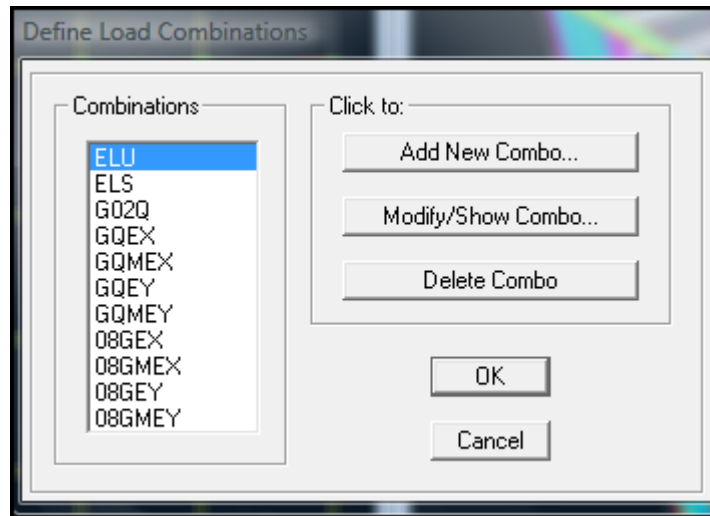 Define Load Combinations
Combinations
ELU
ELS
G02Q
GQEX
GQMEX
GQEY
GQMEY
08GEX
08GMEX
08GEY
08GMEY
Click to:
Add New Combo...
Modify/Show Combo...
Delete Combo
OK
Cancel